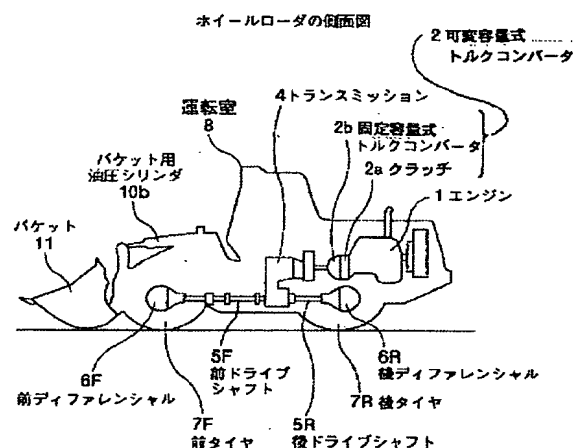 ホイールローダの側面図
2 可変容量式
トルクコンバータ
4トランスミッション
運転室
8
2b 固定容量式
トルクコンバータ
2a クラッチ
1エンジン
バケット用
油圧シリンダ
10b
バケット
11
6F
前ディファレンシャル
7F
前タイヤ
5F
前ドライブ
シャフト
5R
後ドライブシャフト
6R
後ディファレンシャル
7R 後タイヤ